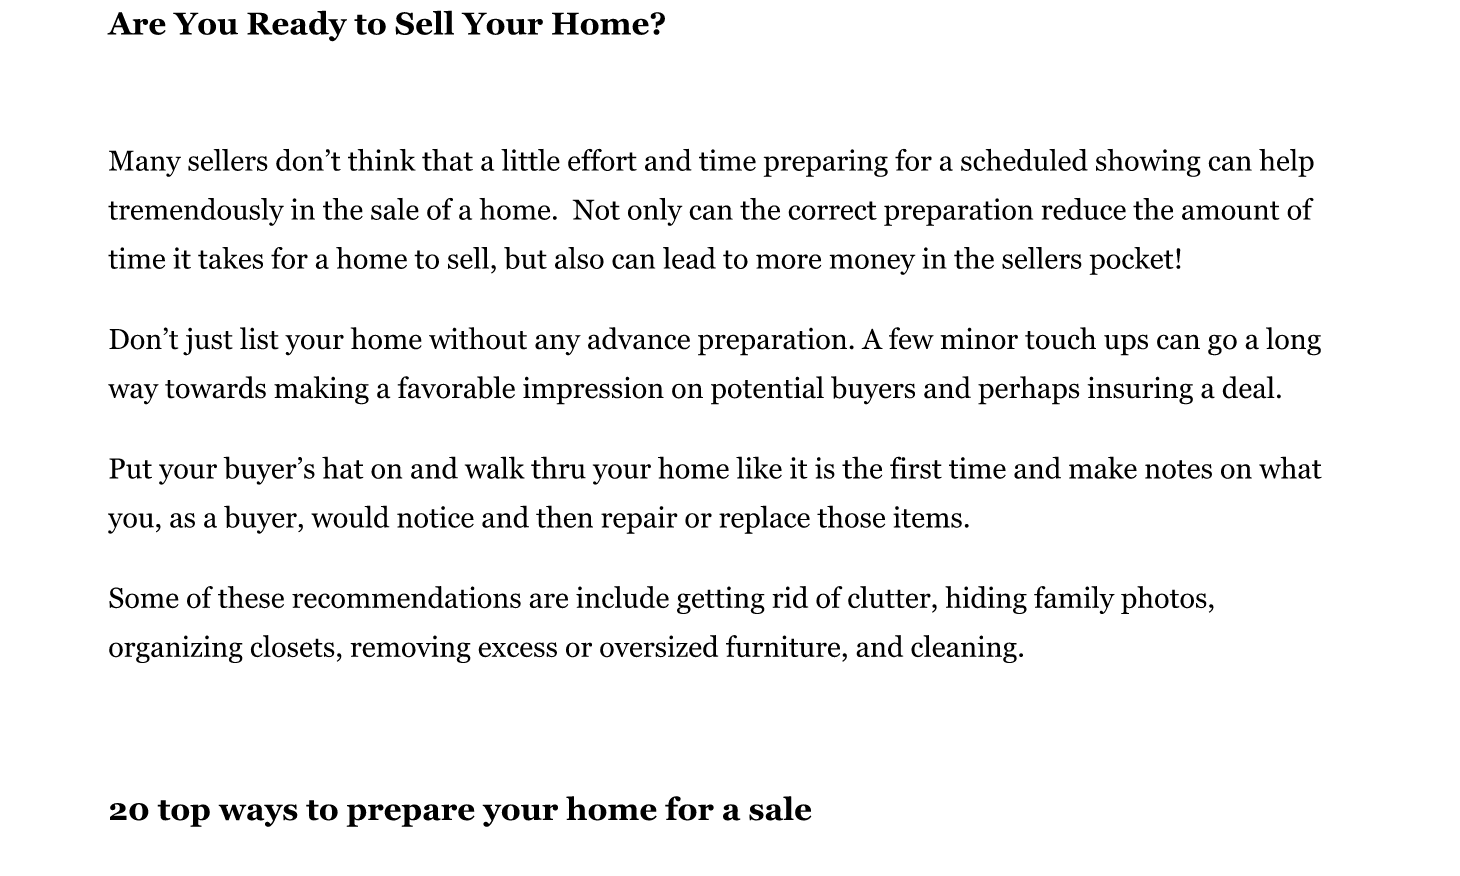 Are You Ready to Sell Your Home?
Many sellers don’t think that a little effort and time preparing for a scheduled showing can help
tremendously in the sale of a home.  Not only can the correct preparation reduce the amount of
time it takes for a home to sell, but also can lead to more money in the sellers pocket!
Don’t just list your home without any advance preparation. A few minor touch ups can go a long
way towards making a favorable impression on potential buyers and perhaps insuring a deal.
Put your buyer’s hat on and walk thru your home like it is the first time and make notes on what
you, as a buyer, would notice and then repair or replace those items.
Some of these recommendations are include getting rid of clutter, hiding family photos,
organizing closets, removing excess or oversized furniture, and cleaning.
20 top ways to prepare your home for a sale